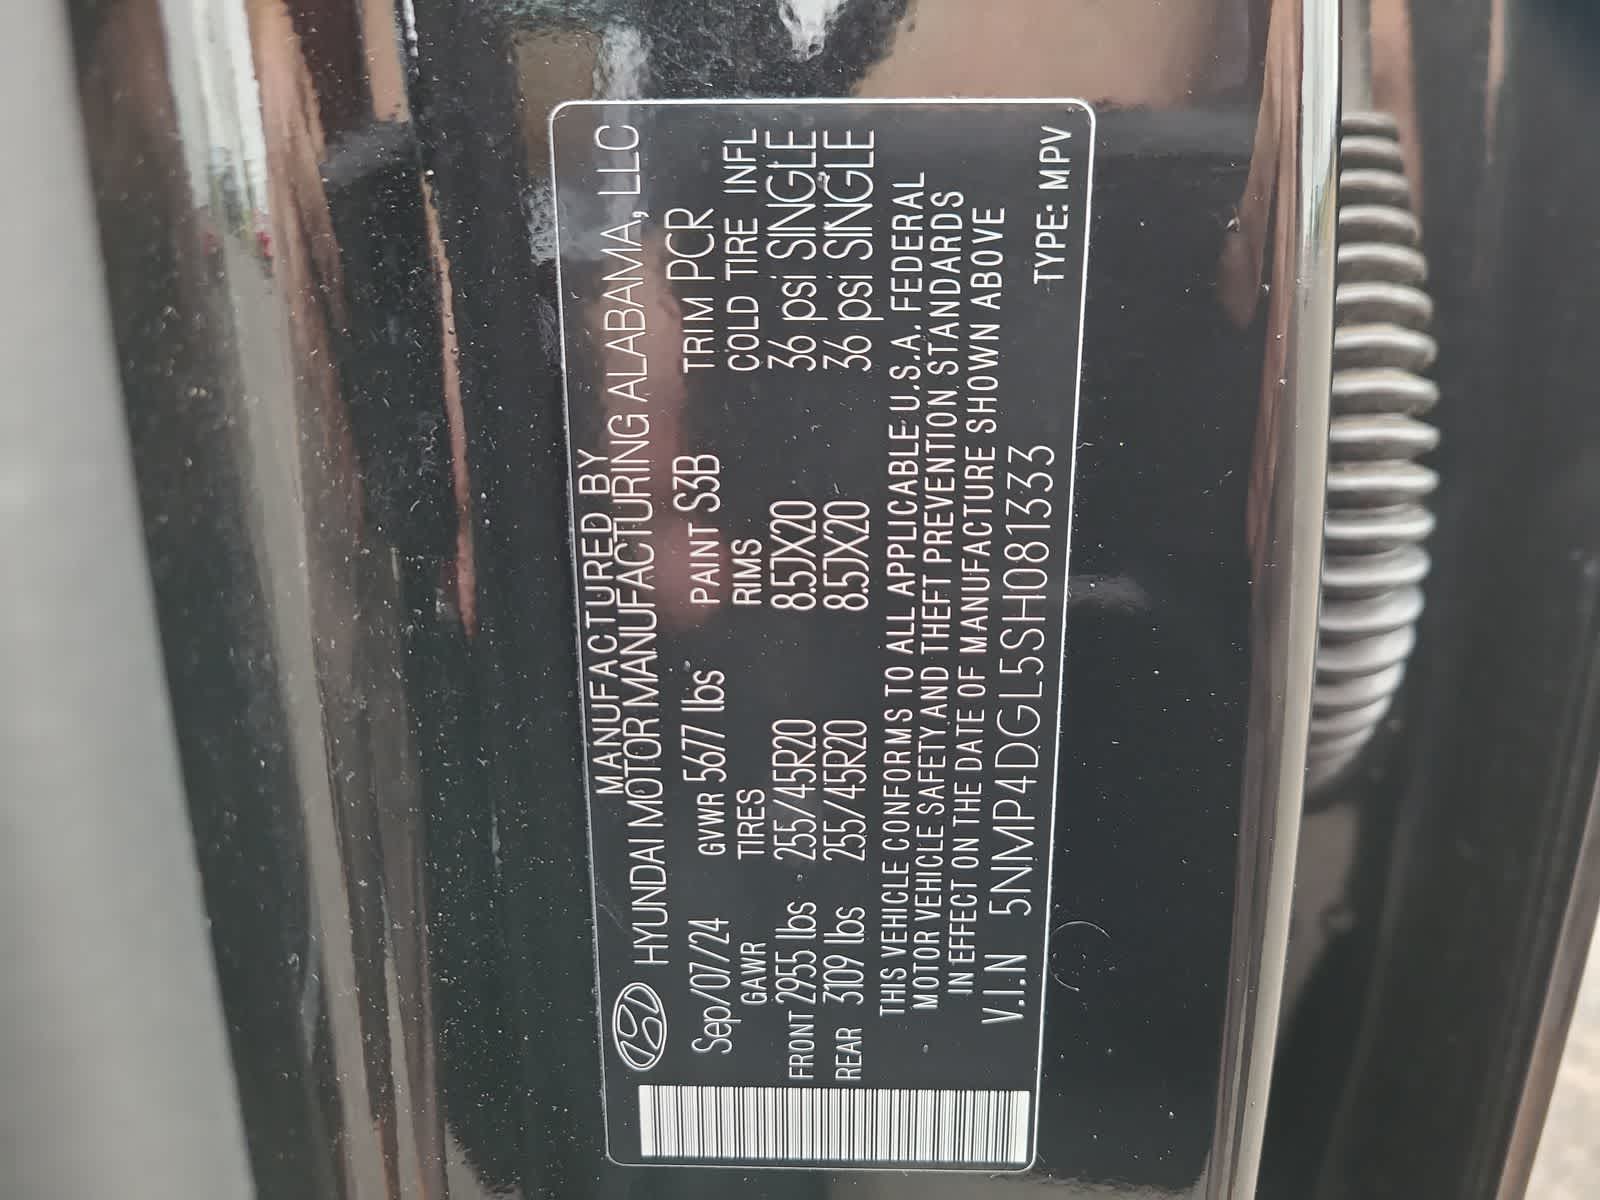 MANUFACTURED BY
HYUNDAI MOTOR MANUFACTURING ALABAMA, LLC
Sep/07/24 GVWR 5677 lbs PAINT S3B TRIM PCR
GAWR TIRES RIMS COLD TIRE INFL
FRONT 2955 lbs 255/45R20 8.5JX20 36 psi SINGLE
REAR 3109 lbs 255/45R20 8.5JX20 36 psi SINGLE
THIS VEHICLE CONFORMS TO ALL APPLICABLE U.S.A. FEDERAL
MOTOR VEHICLE SAFETY AND THEFT PREVENTION STANDARDS
IN EFFECT ON THE DATE OF MANUFACTURE SHOWN ABOVE
V.I.N 5NMP4DGL5SH081333
TYPE: MPV